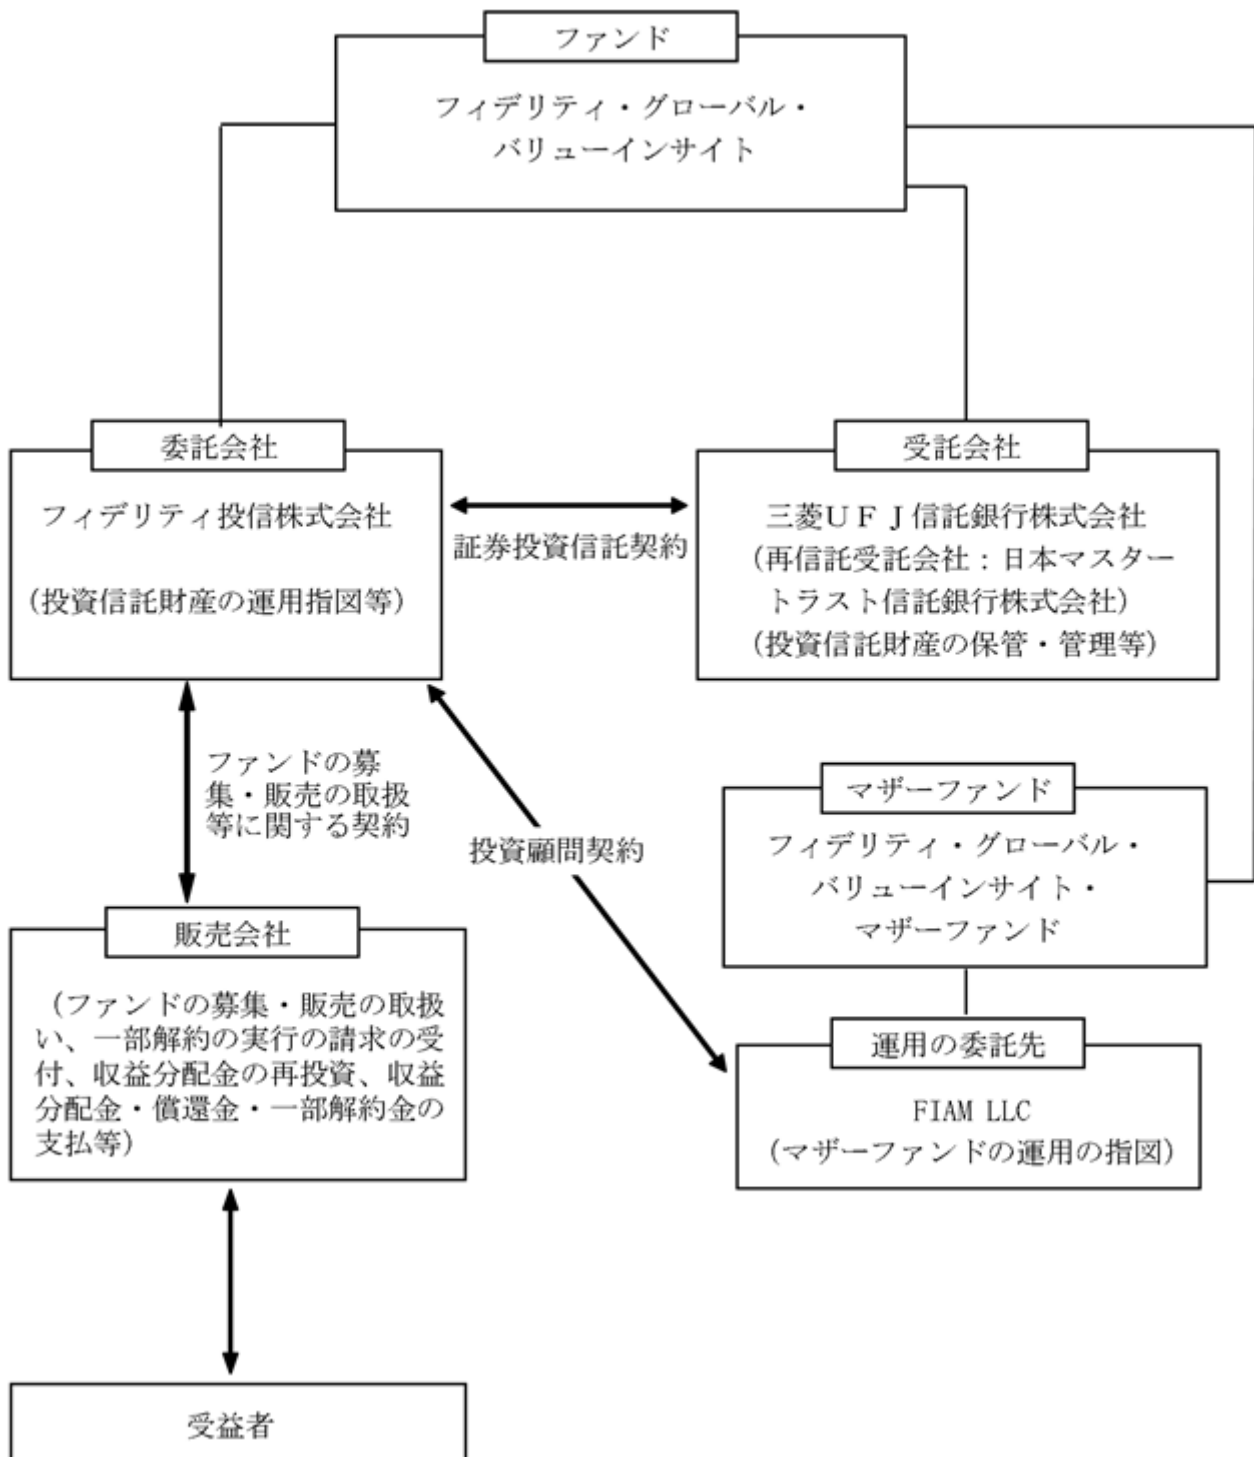 ファンド
フィデリティ・グローバル・
バリューインサイト
委託会社
フィデリティ投信株式会社
(投資信託財産の運用指図等)
証券投資信託契約
受託会社
三菱ＵＦＪ信託銀行株式会社
(再信託受託会社：日本マスター
トラスト信託銀行株式会社)
(投資信託財産の保管・管理等)
ファンドの募
集・販売の取扱
等に関する契約
投資顧問契約
マザーファンド
フィデリティ・グローバル・
バリューインサイト・
マザーファンド
販売会社
(ファンドの募集・販売の取扱
い、一部解約の実行の請求の受
付、収益分配金の再投資、収益
分配金・償還金・一部解約金の
支払等)
運用の委託先
FIAM LLC
(マザーファンドの運用の指図)
受益者